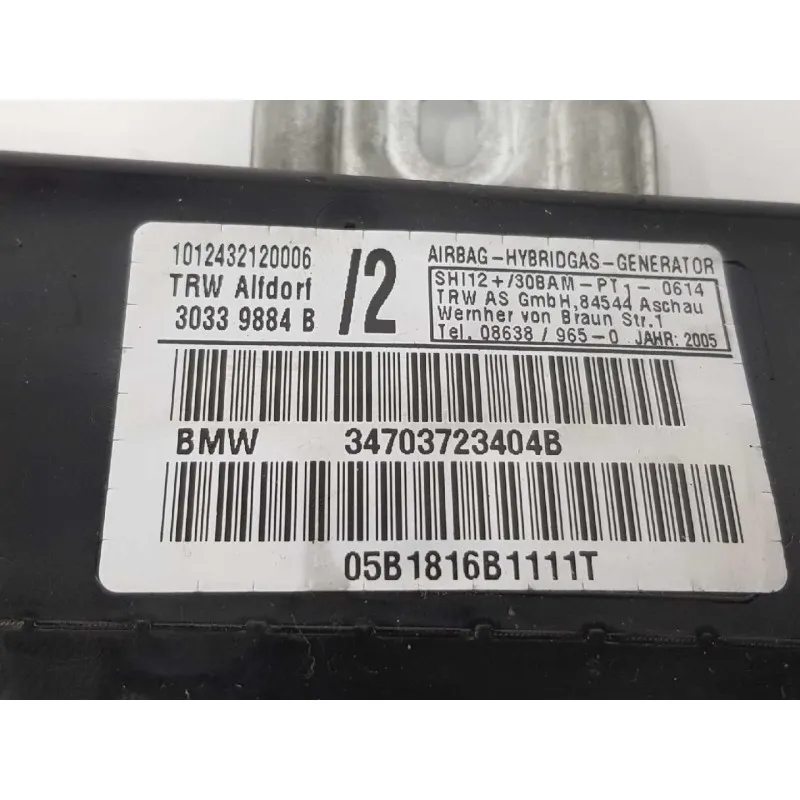 1012432120006
TRW Alfdorf
3033 9884 B
/2
AIRBAG-HYBRIDGAS-GENERATOR
SHI12+/30BAM-PT1-0614
TRW AS GmbH,84544 Aschau
Wernher von Braun Str.1
Tel. 08638 / 965-0 JAHR: 2005
BMW 34703723404B
05B1816B1111T